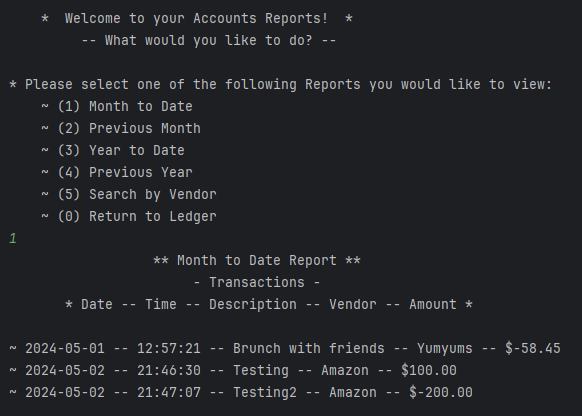 * Welcome to your Accounts Reports! *
-- What would you like to do? --
* Please select one of the following Reports you would like to view:
~ (1) Month to Date
~ (2) Previous Month
~ (3) Year to Date
~ (4) Previous Year
~ (5) Search by Vendor
~ (0) Return to Ledger
1
** Month to Date Report **
- Transactions -
* Date -- Time -- Description -- Vendor -- Amount *
~ 2024-05-01 -- 12:57:21 -- Brunch with friends -- Yumyums -- $-58.45
~ 2024-05-02 -- 21:46:30 -- Testing -- Amazon -- $100.00
~ 2024-05-02 -- 21:47:07 -- Testing2 -- Amazon -- $-200.00